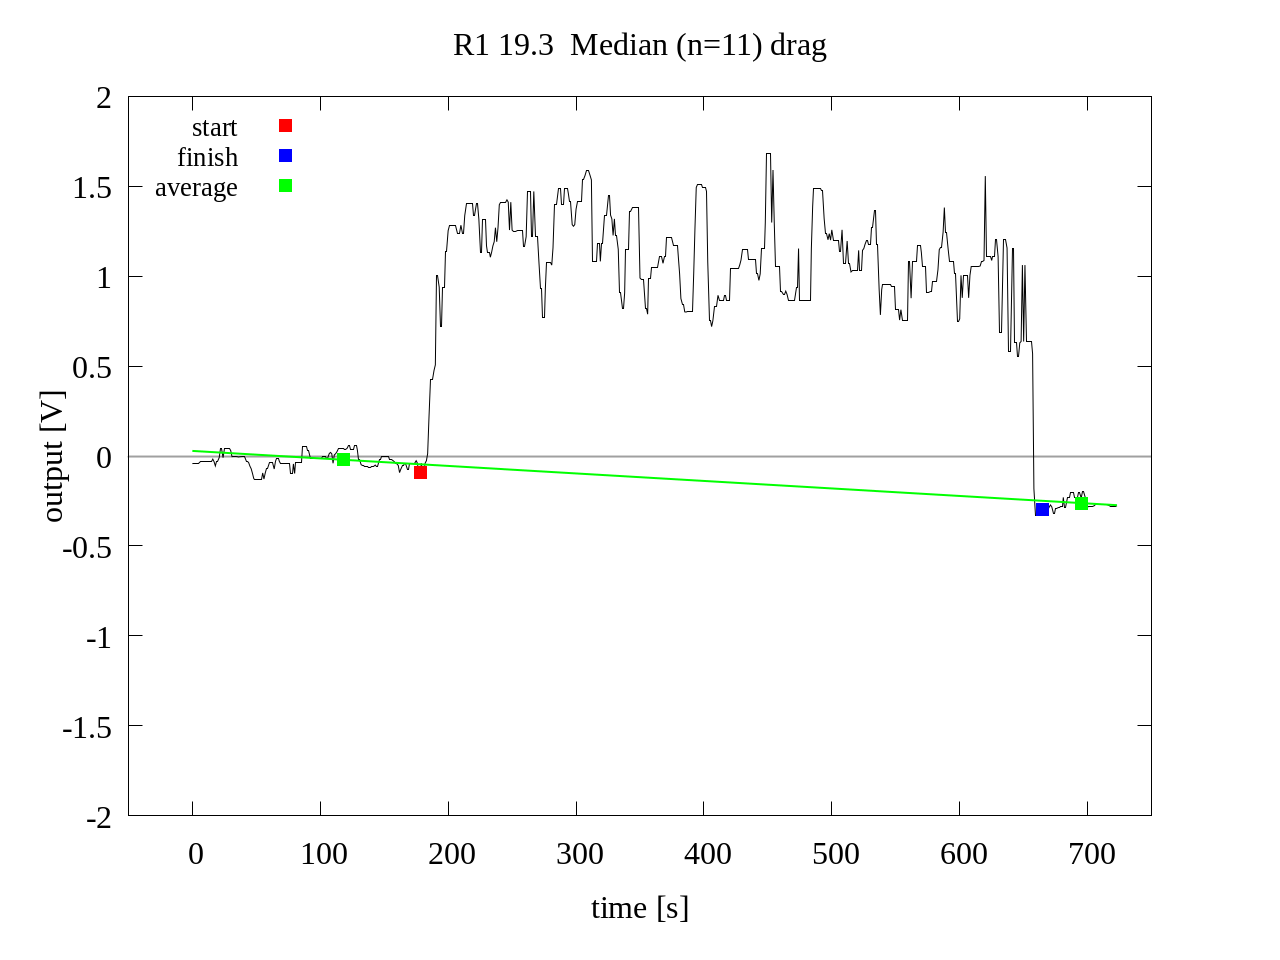 R1 19.3  Median (n=11) drag
start
finish
average
2
1.5
1
0.5
0
-0.5
-1
-1.5
-2
output [V]
0 100 200 300 400 500 600 700
time [s]